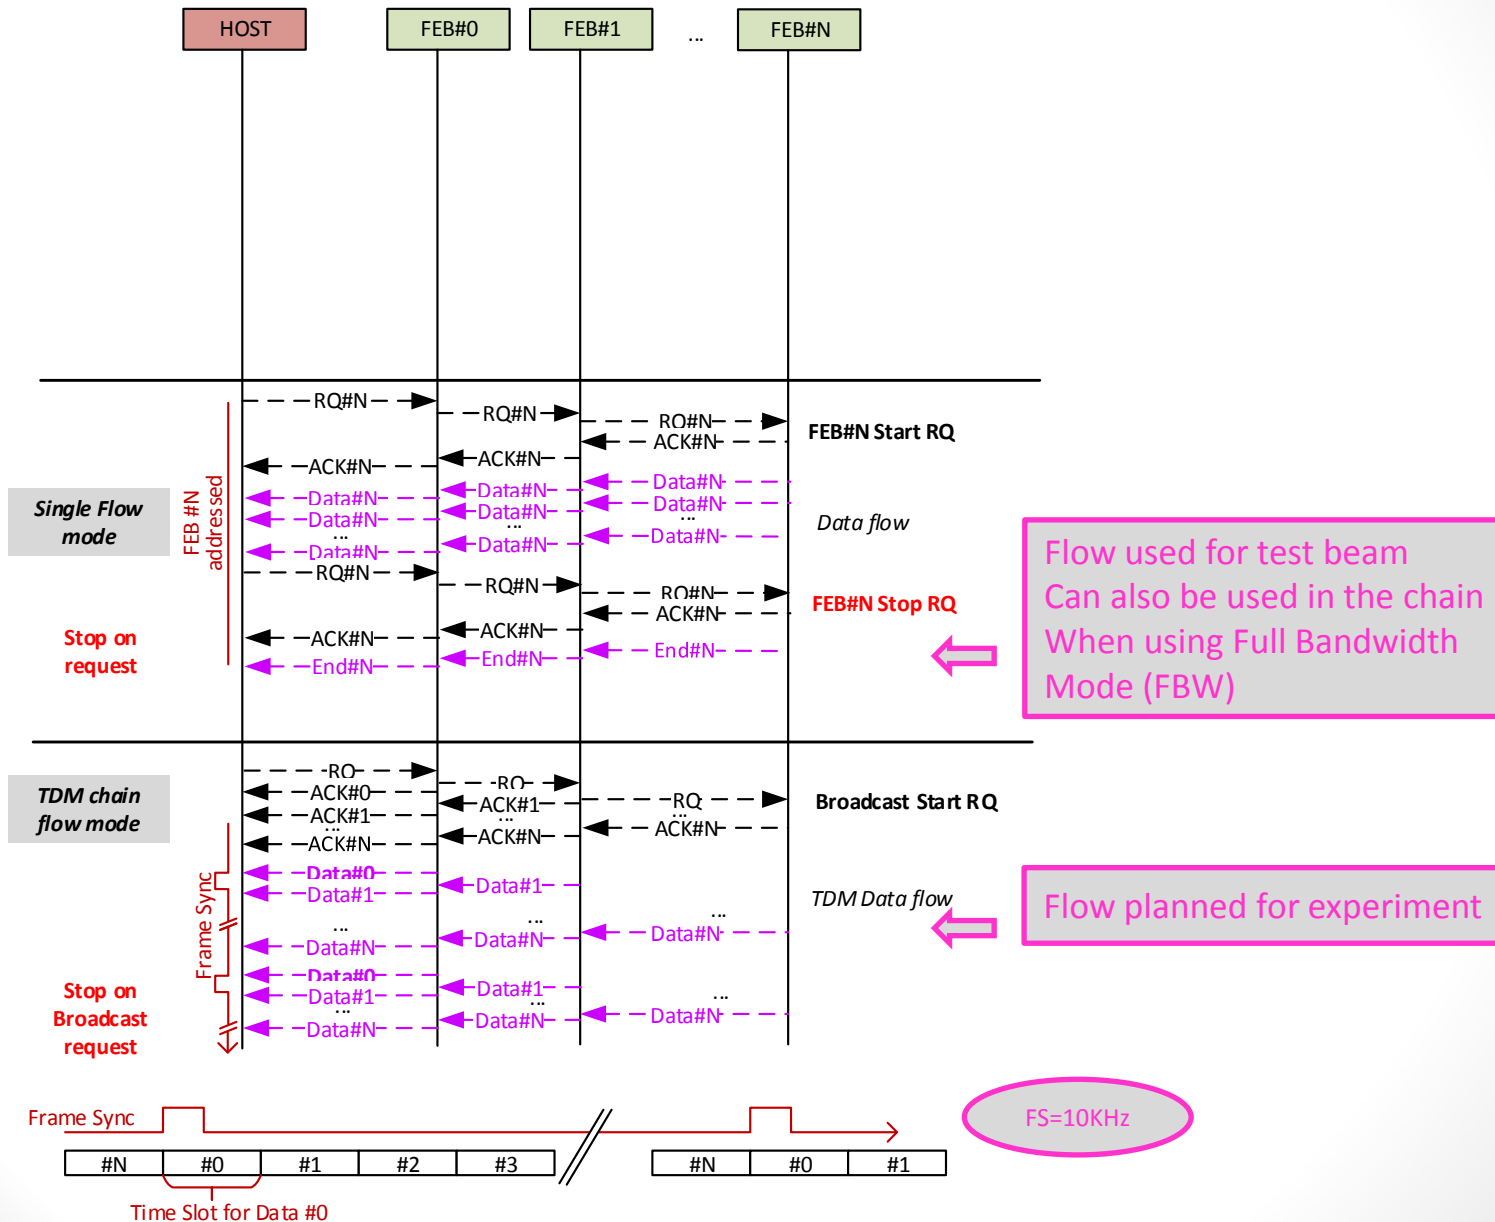 HOST
FEB#0
FEB#1
...
FEB#N
RQ#N
RQ#N
RQ#N
FEB#N Start RQ
ACK#N
ACK#N
ACK#N
FEB #N
addressed
Single Flow
mode
Data#N
Data#N
Data#N
Data#N
Data#N
Data#N
...
...
...
Data#N
Data#N
Data#N
Data flow
RQ#N
RQ#N
RQ#N
FEB#N Stop RQ
ACK#N
ACK#N
ACK#N
Stop on
request
End#N
End#N
End#N
Flow used for test beam
Can also be used in the chain
When using Full Bandwidth
Mode (FBW)
TDM chain
flow mode
RQ
RQ
RQ
Broadcast Start RQ
ACK#0
ACK#1
ACK#1
...
...
...
ACK#N
ACK#N
ACK#N
Frame Sync
Data#0
Data#1
Data#1
TDM Data flow
...
...
...
Data#N
Data#N
Data#N
Flow planned for experiment
Data#0
Data#1
Data#1
...
...
...
Data#N
Data#N
Data#N
Stop on
Broadcast
request
Frame Sync
FS=10KHz
#N
#0
#1
#2
#3
#N
#0
#1
Time Slot for Data #0